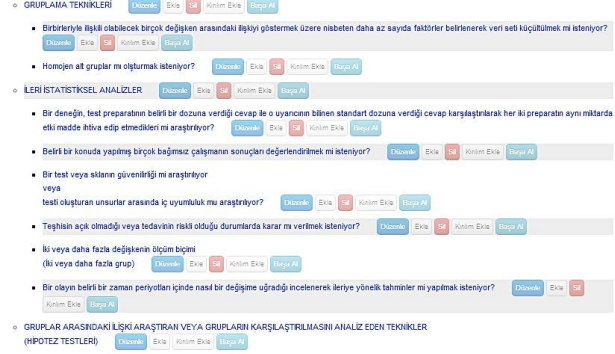 GRUPLAMA TEKNİKLERİ Düzenle Ekle Sil Kırılım Ekle Başa Al
Birbirleriyle ilişkili olabilecek birçok değişken arasındaki ilişkiyi göstermek üzere nisbeten daha az sayıda faktörler belirlenerek veri seti küçültülmek mi isteniyor?
Düzenle Ekle Sil Kırılım Ekle Başa Al
Homojen alt gruplar mı olşturmak isteniyor? Düzenle Ekle Sil Kırılım Ekle Başa Al
İLERİ İSTATİSTİKSEL ANALİZLER Düzenle Ekle Sil Kırılım Ekle Başa Al
Bir deneğin, test preparatının belirli bir dozuna verdiği cevap ile o uyarıcının bilinen standart dozuna verdiği cevap karşılaştırılarak her iki preparatın aynı miktarda
etki madde ihtiva edip etmedikleri mi araştırılıyor? Düzenle Ekle Sil Kırılım Ekle Başa Al
Belirli bir konuda yapılmış birçok bağımsız çalışmanın sonuçları değerlendirilmek mi isteniyor? Düzenle Ekle Sil Kırılım Ekle Başa Al
Bir test veya skların güvenilirliği mi araştırılıyor
veya
testi oluşturan unsurlar arasında iç uyumluluk mu araştırılıyor? Düzenle Ekle Sil Kırılım Ekle Başa Al
Teşhisin açık olmadığı veya tedavinin riskli olduğu durumlarda karar mı verilmek isteniyor? Düzenle Ekle Sil Kırılım Ekle Başa Al
İki veya daha fazla değişkenin ölçüm biçimi
(İki veya daha fazla grup) Düzenle Ekle Sil Kırılım Ekle Başa Al
Bir olayın belirli bir zaman periyotları içinde nasıl bir değişime uğradığı incelenerek ileriye yönelik tahminler mi yapılmak isteniyor? Düzenle Ekle Sil
Kırılım Ekle Başa Al
GRUPLAR ARASINDAKİ İLİŞKİ ARAŞTIRAN VEYA GRUPLARIN KARŞILAŞTIRILMASINI ANALİZ EDEN TEKNİKLER
(HİPOTEZ TESTLERİ) Düzenle Ekle Kırılım Ekle Başa Al